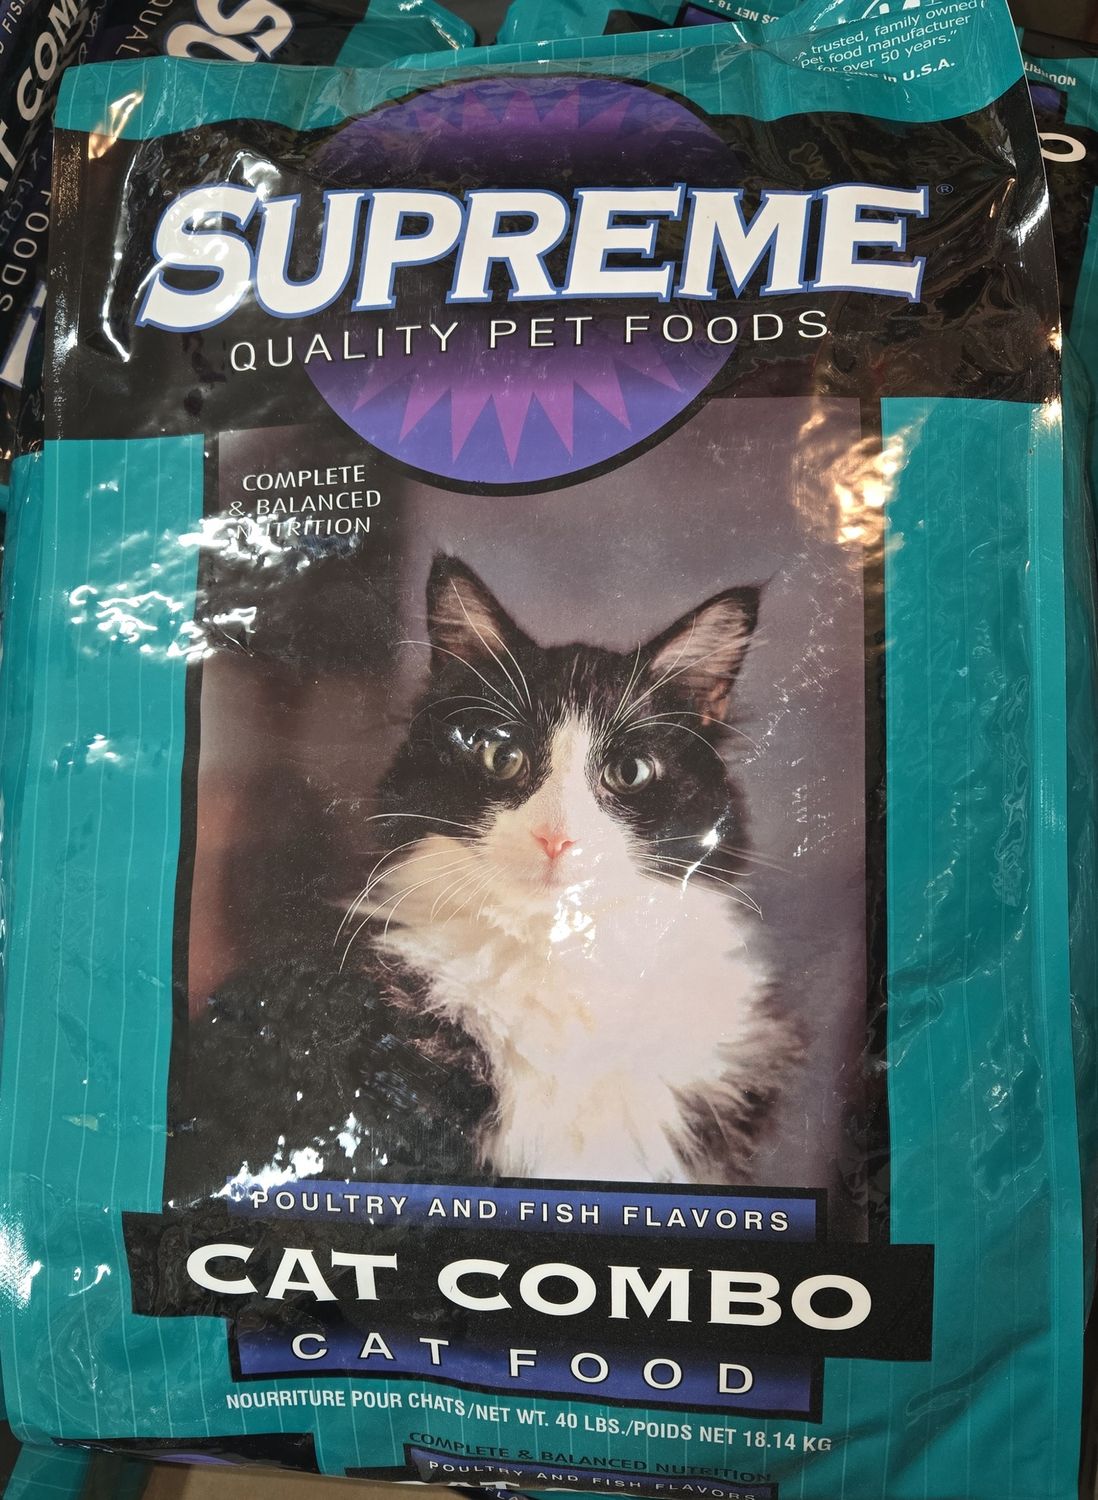 "A trusted, family owned
pet food manufacturer
for over 50 years."
in U.S.A.
SUPREME®
QUALITY PET FOODS
COMPLETE
& BALANCED
NUTRITION
POULTRY AND FISH FLAVORS
CAT COMBO
CAT FOOD
NOURRITURE POUR CHATS/NET WT. 40 LBS./POIDS NET 18.14 KG
COMPLETE & BALANCED NUTRITION
POULTRY AND FISH FLAVORS